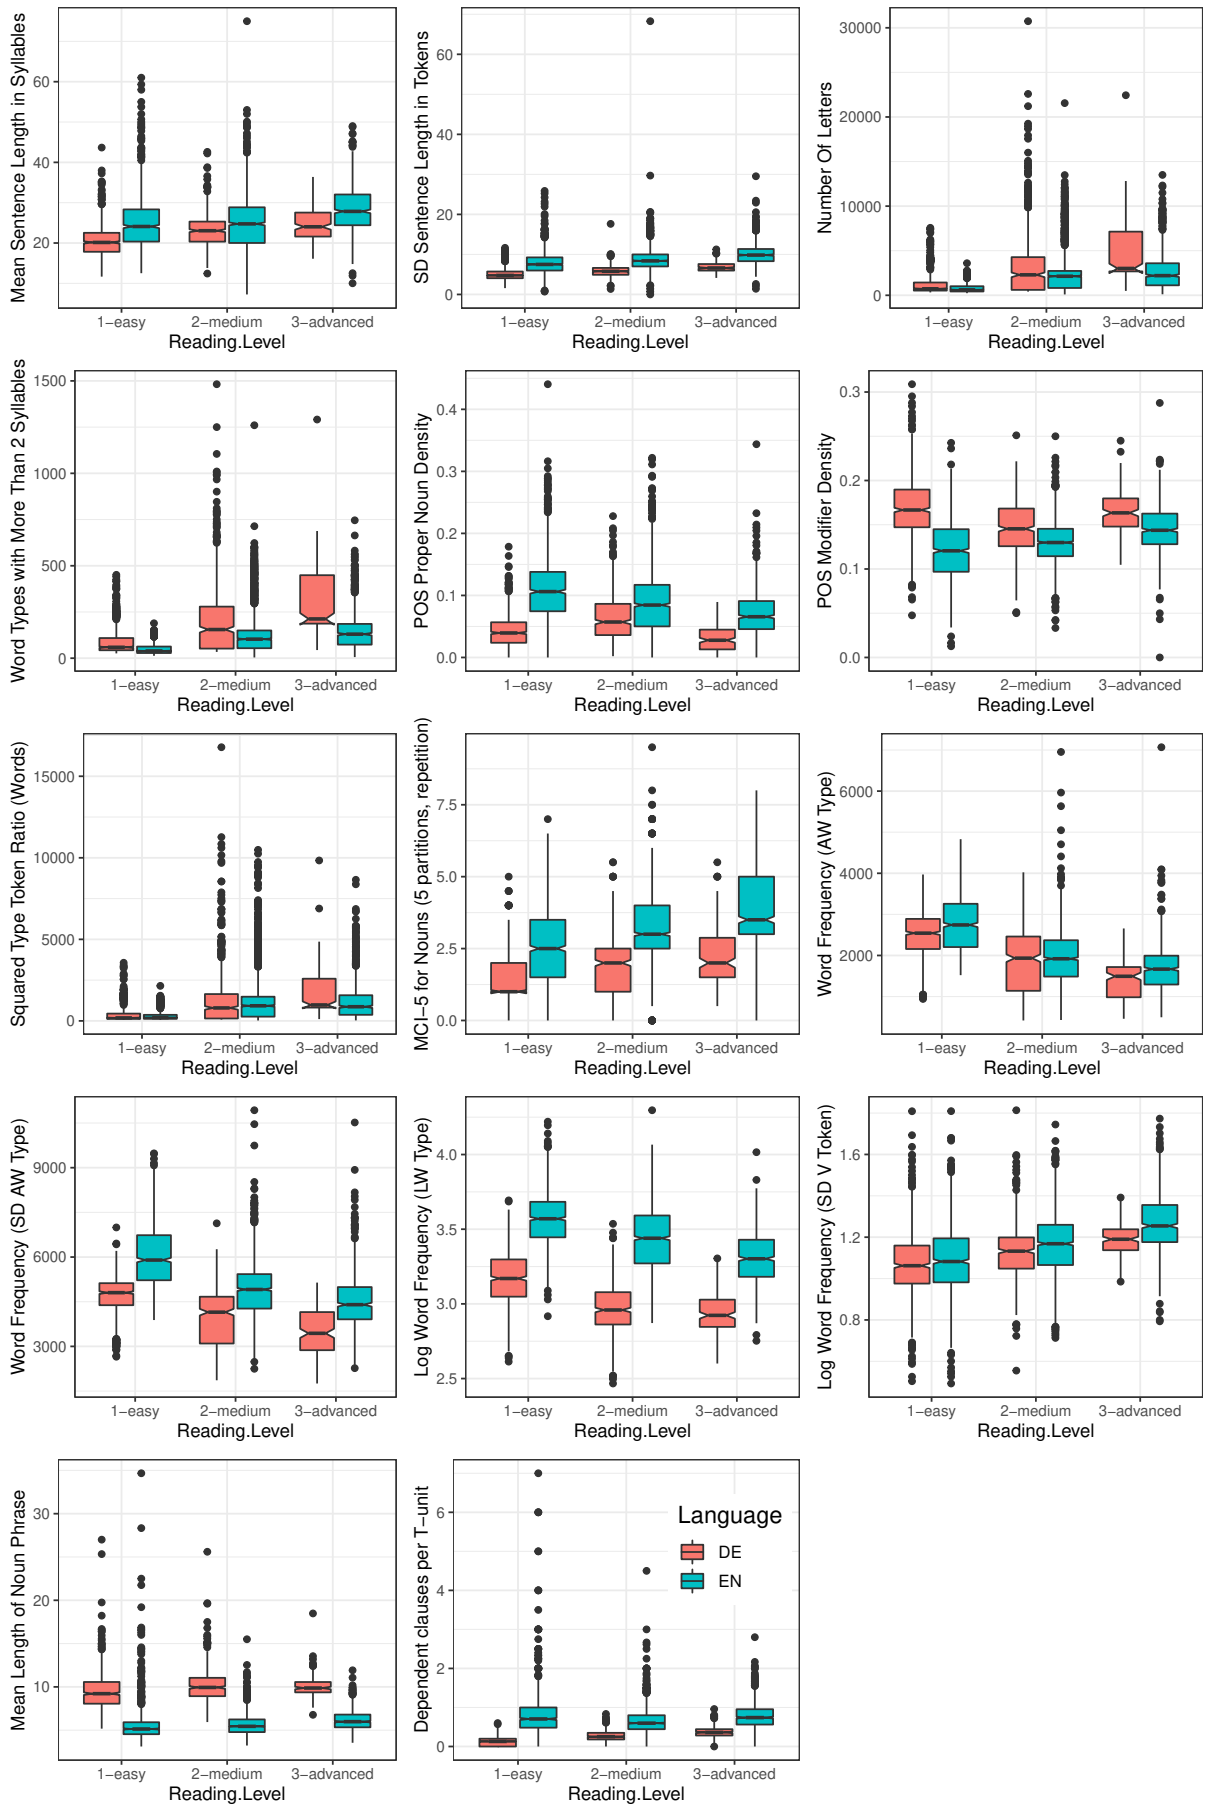 Mean Sentence Length in Syllables
60
40
20
1−easy 2−medium 3−advanced
Reading.Level
SD Sentence Length in Tokens
60
40
20
0
1−easy 2−medium 3−advanced
Reading.Level
Number Of Letters
30000
20000
10000
0
1−easy 2−medium 3−advanced
Reading.Level
Word Types with More Than 2 Syllables
1500
1000
500
0
1−easy 2−medium 3−advanced
Reading.Level
POS Proper Noun Density
0.4
0.3
0.2
0.1
0.0
1−easy 2−medium 3−advanced
Reading.Level
POS Modifier Density
0.3
0.2
0.1
0.0
1−easy 2−medium 3−advanced
Reading.Level
Squared Type Token Ratio (Words)
15000
10000
5000
0
1−easy 2−medium 3−advanced
Reading.Level
MCI−5 for Nouns (5 partitions, repetition)
7.5
5.0
2.5
0.0
1−easy 2−medium 3−advanced
Reading.Level
Word Frequency (AW Type)
6000
4000
2000
1−easy 2−medium 3−advanced
Reading.Level
Word Frequency (SD AW Type)
9000
6000
3000
1−easy 2−medium 3−advanced
Reading.Level
Log Word Frequency (LW Type)
4.0
3.5
3.0
2.5
1−easy 2−medium 3−advanced
Reading.Level
Log Word Frequency (SD V Token)
1.6
1.2
0.8
1−easy 2−medium 3−advanced
Reading.Level
Mean Length of Noun Phrase
30
20
10
1−easy 2−medium 3−advanced
Reading.Level
Dependent clauses per T−unit
6
4
2
0
1−easy 2−medium 3−advanced
Reading.Level
Language
DE
EN